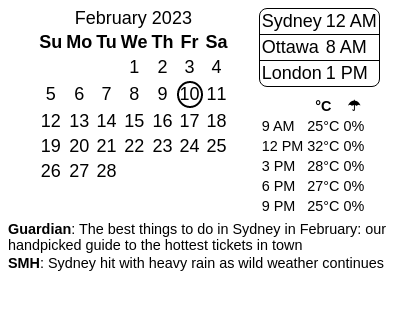 February 2023
Su Mo Tu We Th Fr Sa
1 2 3 4
5 6 7 8 9 10 11
12 13 14 15 16 17 18
19 20 21 22 23 24 25
26 27 28
Sydney 12 AM
Ottawa 8 AM
London 1 PM
°C ☂
9 AM 25°C 0%
12 PM 32°C 0%
3 PM 28°C 0%
6 PM 27°C 0%
9 PM 25°C 0%
Guardian: The best things to do in Sydney in February: our
handpicked guide to the hottest tickets in town
SMH: Sydney hit with heavy rain as wild weather continues